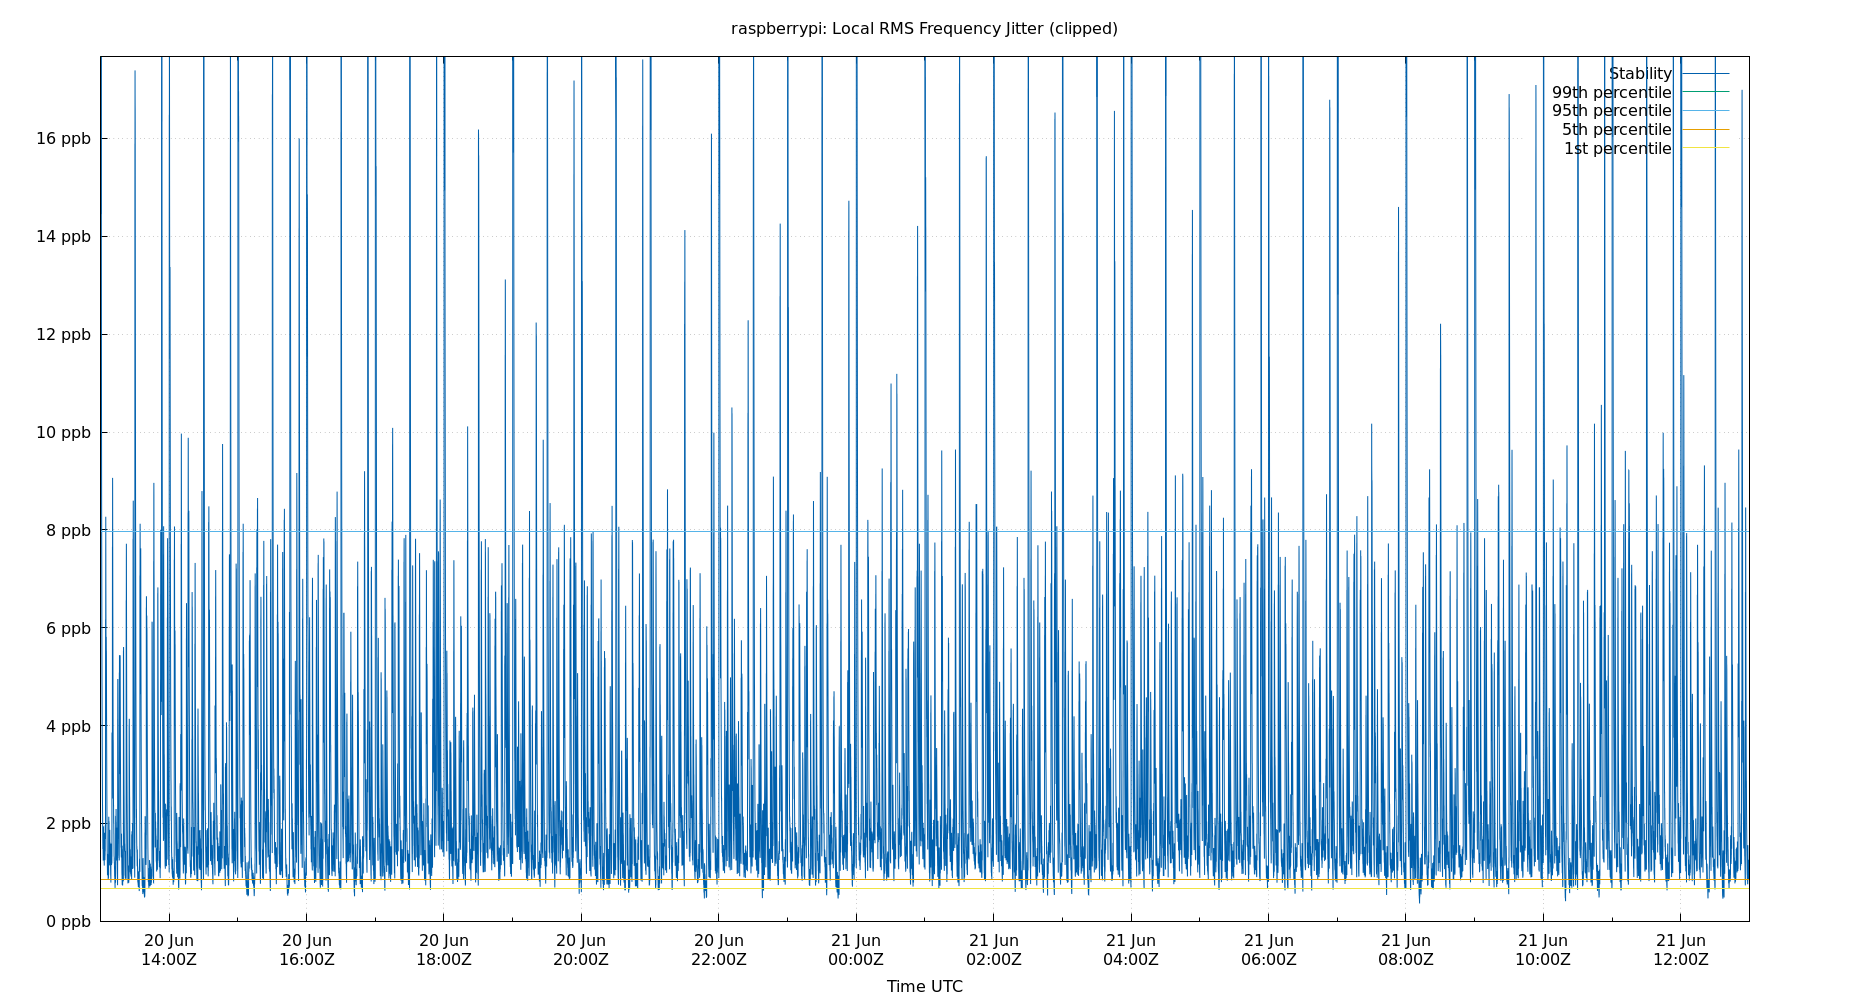 raspberrypi: Local RMS Frequency Jitter (clipped)
Stability
99th percentile
95th percentile
5th percentile
1st percentile
16 ppb
14 ppb
12 ppb
10 ppb
8 ppb
6 ppb
4 ppb
2 ppb
0 ppb
20 Jun 20 Jun 20 Jun 20 Jun 20 Jun 21 Jun 21 Jun 21 Jun 21 Jun 21 Jun 21 Jun 21 Jun
14:00Z 16:00Z 18:00Z 20:00Z 22:00Z 00:00Z 02:00Z 04:00Z 06:00Z 08:00Z 10:00Z 12:00Z
Time UTC